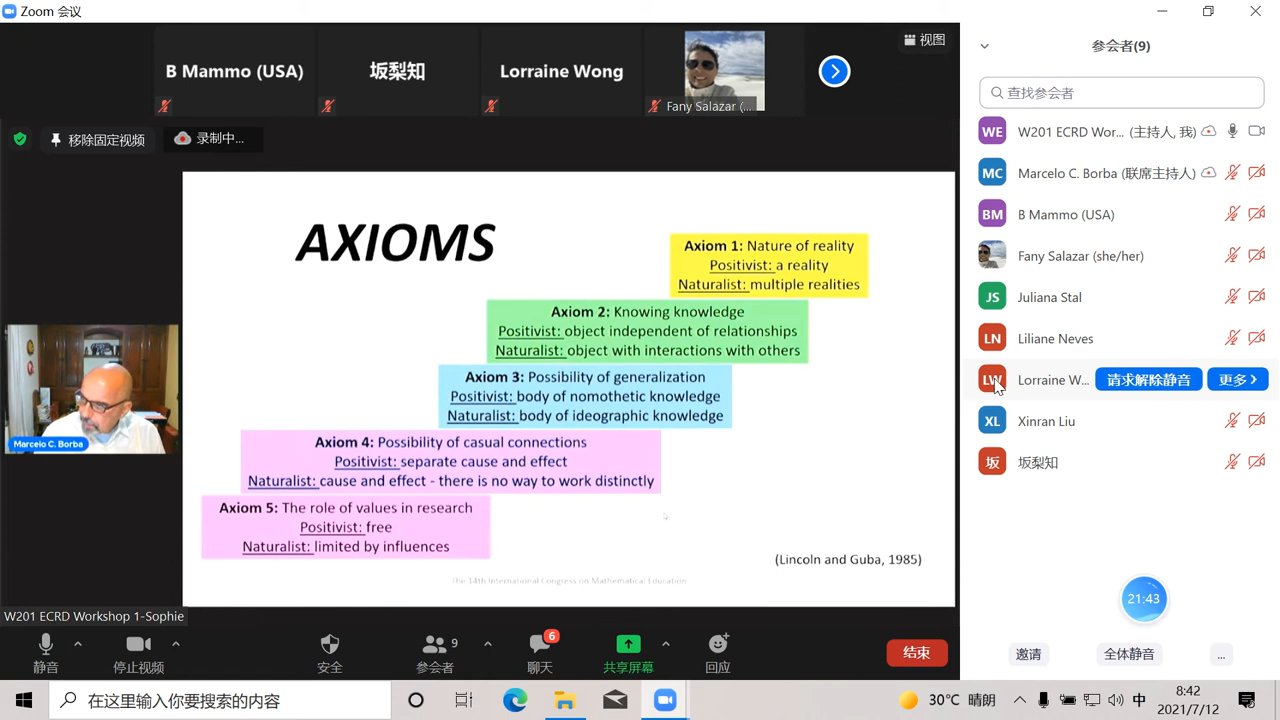 Zoom 会议
B Mammo (USA)
坂梨知
Lorraine Wong
Fany Salazar (...
视图
移除固定视频
录制中...
AXIOMS
Axiom 1: Nature of reality
Positivist: a reality
Naturalist: multiple realities
Axiom 2: Knowing knowledge
Positivist: object independent of relationships
Naturalist: object with interactions with others
Axiom 3: Possibility of generalization
Positivist: body of nomothetic knowledge
Naturalist: body of ideographic knowledge
Axiom 4: Possibility of casual connections
Positivist: separate cause and effect
Naturalist: cause and effect - there is no way to work distinctly
Axiom 5: The role of values in research
Positivist: free
Naturalist: limited by influences
(Lincoln and Guba, 1985)
The 14th International Congress on Mathematical Education
Marcelo C. Borba
W201 ECRD Workshop 1-Sophie
静音
停止视频
安全
9
参会者
6
聊天
共享屏幕
回应
结束
参会者(9)
查找参会者
WE W201 ECRD Wor... (主持人, 我)
MC Marcelo C. Borba (联席主持人)
BM B Mammo (USA)
Fany Salazar (she/her)
JS Juliana Stal
LN Liliane Neves
LW Lorraine W... 请求解除静音 更多
XL Xinran Liu
坂 坂梨知
21:43
邀请
全体静音
...
在这里输入你要搜索的内容
30°C 晴朗
中
8:42
2021/7/12